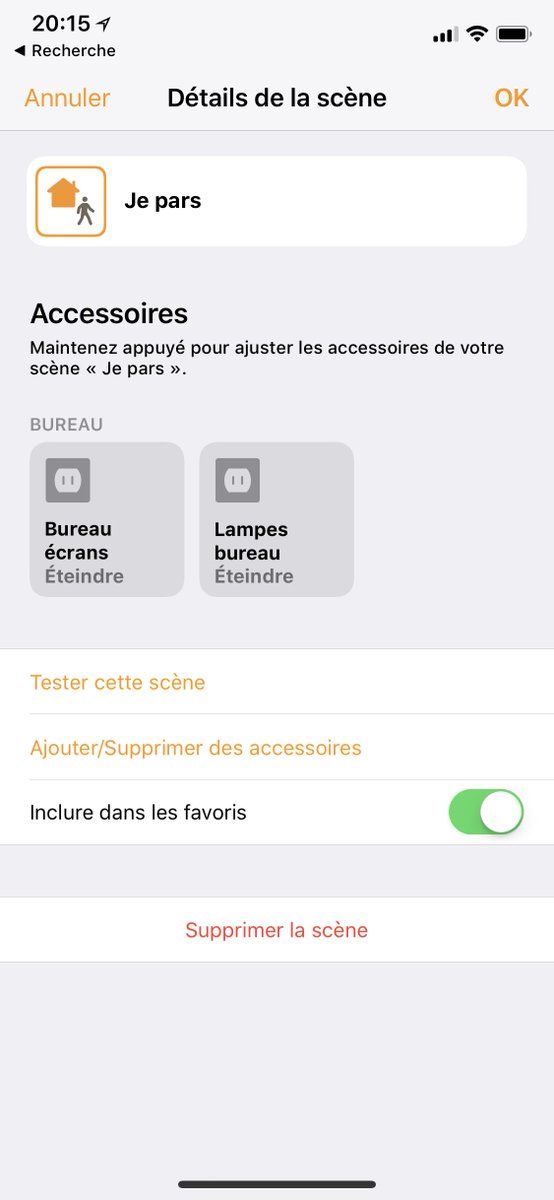 20:15
◀ Recherche
Annuler
Détails de la scène
OK
Je pars
Accessoires
Maintenez appuyé pour ajuster les accessoires de votre
scène « Je pars ».
BUREAU
Bureau
écrans
Éteindre
Lampes
bureau
Éteindre
Tester cette scène
Ajouter/Supprimer des accessoires
Inclure dans les favoris
Supprimer la scène